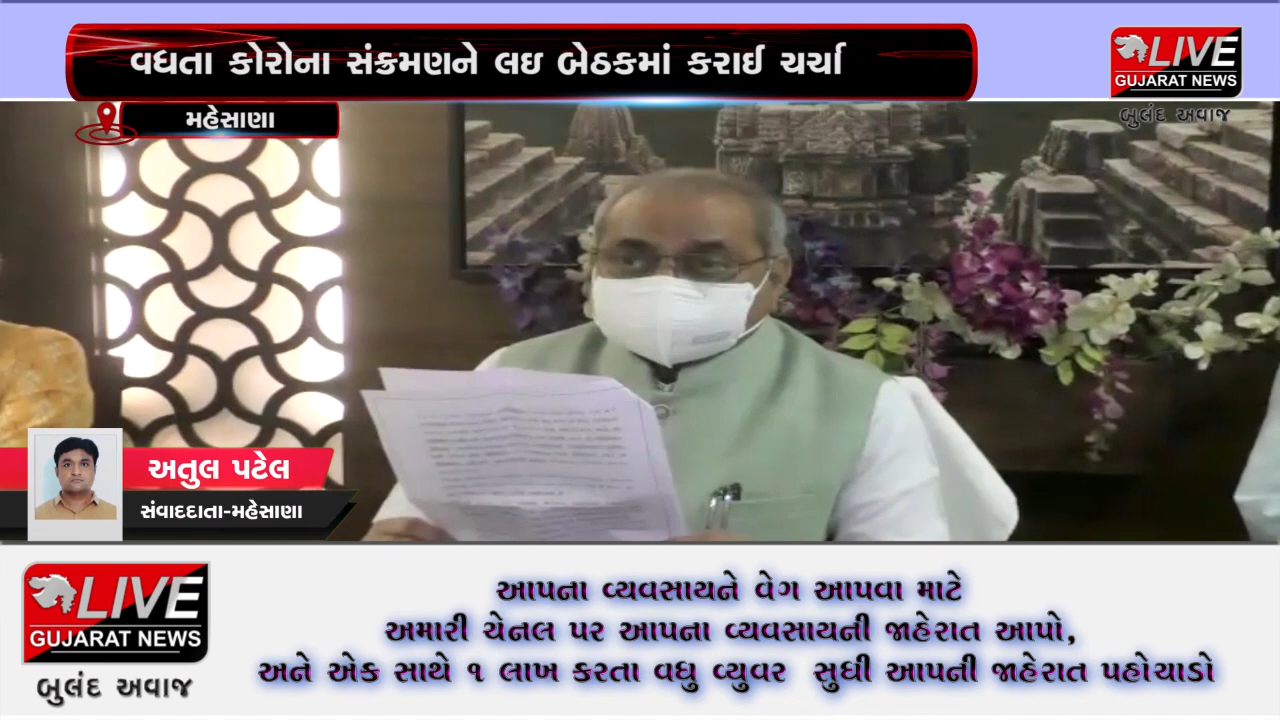 વધતા કોરોના સંક્રમણને લઇ બેઠકમાં કરાઈ ચર્ચા
LIVE
GUJARAT NEWS
બુલંદ અવાજ
મહેસાણા
અતુલ પટેલ
સંવાદદાતા-મહેસાણા
LIVE
GUJARAT NEWS
બુલંદ અવાજ
આપના વ્યવસાયને વેગ આપવા માટે
અમારી ચેનલ પર આપના વ્યવસાયની જાહેરાત આપો,
અને એક સાથે ૧ લાખ કરતા વધુ વ્યુવર સુધી આપની જાહેરાત પહોચાડો